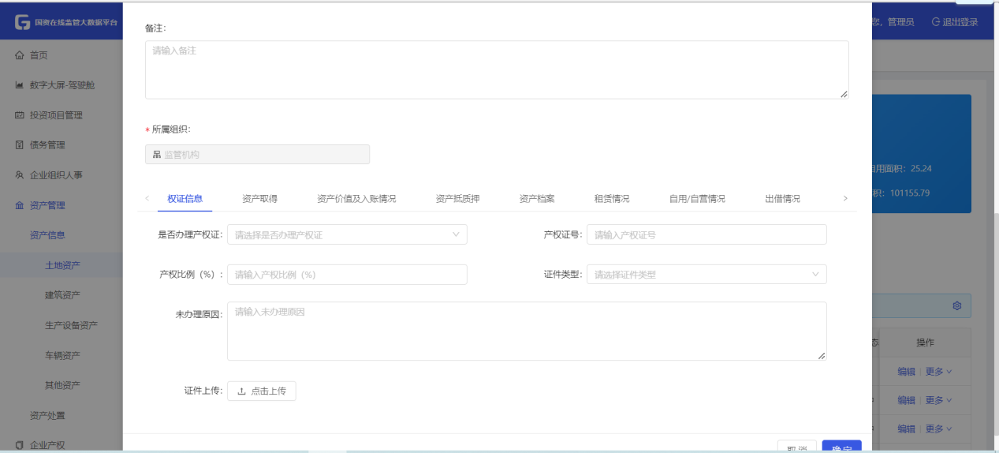 国资在线监管大数据平台
您, 管理员 退出登录
首页
数字大屏-驾驶舱
投资项目管理
债务管理
企业组织人事
资产管理
资产信息
土地资产
建筑资产
生产设备资产
车辆资产
其他资产
资产处置
企业产权
备注:
请输入备注
* 所属组织:
监管机构
权证信息 资产取得 资产价值及入账情况 资产抵质押 资产档案 租赁情况 自用/自营情况 出借情况
是否办理产权证: 请选择是否办理产权证 产权证号: 请输入产权证号
产权比例（%）: 请输入产权比例（%） 证件类型: 请选择证件类型
未办理原因: 请输入未办理原因
证件上传: 点击上传
取消 确定
自用面积: 25.24
积: 101155.79
态 操作
编辑 更多
编辑 更多
编辑 更多